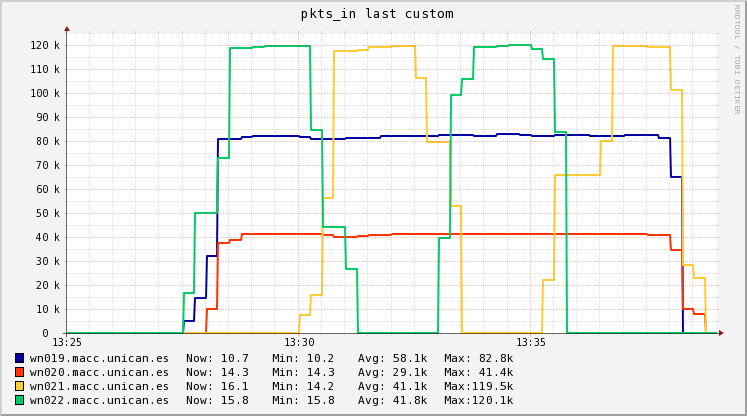 pkts_in last custom
RRDTOOL / TOBI OETIKER
120 k
110 k
100 k
90 k
80 k
70 k
60 k
50 k
40 k
30 k
20 k
10 k
0
13:25 13:30 13:35
wn019.macc.unican.es Now: 10.7 Min: 10.2 Avg: 58.1k Max: 82.8k
wn020.macc.unican.es Now: 14.3 Min: 14.3 Avg: 29.1k Max: 41.4k
wn021.macc.unican.es Now: 16.1 Min: 14.2 Avg: 41.1k Max:119.5k
wn022.macc.unican.es Now: 15.8 Min: 15.8 Avg: 41.8k Max:120.1k